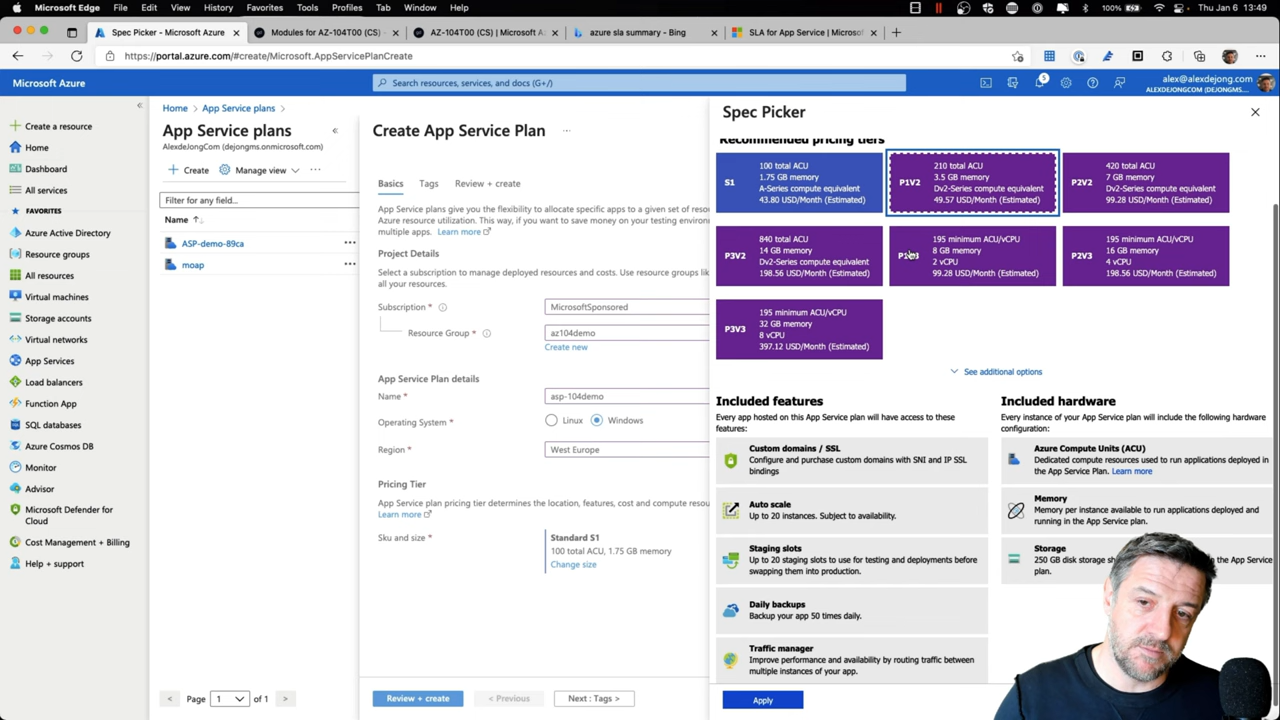 Microsoft Edge File Edit View History Favorites Tools Profiles Tab Window Help
100% Thu Jan 6 13:49
Spec Picker - Microsoft Azure
Modules for AZ-104T00 (CS) -
AZ-104T00 (CS) | Microsoft A
azure sla summary - Bing
SLA for App Service | Microsof
https://portal.azure.com/#create/Microsoft.AppServicePlanCreate
Microsoft Azure
Search resources, services, and docs (G+/)
5
alex@alexdejong.com
ALEXDEJONGCOM (DEJONGMS....
Create a resource
Home
Dashboard
All services
FAVORITES
Azure Active Directory
Resource groups
All resources
Virtual machines
Storage accounts
Virtual networks
App Services
Load balancers
Function App
SQL databases
Azure Cosmos DB
Monitor
Advisor
Microsoft Defender for
Cloud
Cost Management + Billing
Help + support
Home > App Service plans >
App Service plans
AlexdeJongCom (dejongms.onmicrosoft.com)
Create Manage view ...
Filter for any field...
Name
ASP-demo-89ca ...
moap ...
< Page 1 of 1 >
Create App Service Plan ...
Basics Tags Review + create
App Service plans give you the flexibility to allocate specific apps to a given set of resou
Azure resource utilization. This way, if you want to save money on your testing environ
multiple apps. Learn more
Project Details
Select a subscription to manage deployed resources and costs. Use resource groups lik
all your resources.
Subscription *
MicrosoftSponsored
Resource Group *
az104demo
Create new
App Service Plan details
Name *
asp-104demo
Operating System *
Linux Windows
Region *
West Europe
Pricing Tier
App Service plan pricing tier determines the location, features, cost and compute resou
Learn more
Sku and size *
Standard S1
100 total ACU, 1.75 GB memory
Change size
Review + create < Previous Next : Tags >
Spec Picker
Recommended pricing tiers
S1
100 total ACU
1.75 GB memory
A-Series compute equivalent
43.80 USD/Month (Estimated)
P1V2
210 total ACU
3.5 GB memory
Dv2-Series compute equivalent
49.57 USD/Month (Estimated)
P2V2
420 total ACU
7 GB memory
Dv2-Series compute equivalent
99.28 USD/Month (Estimated)
P3V2
840 total ACU
14 GB memory
Dv2-Series compute equivalent
198.56 USD/Month (Estimated)
195 minimum ACU/vCPU
8 GB memory
2 vCPU
99.28 USD/Month (Estimated)
P2V3
195 minimum ACU/vCPU
16 GB memory
4 vCPU
198.56 USD/Month (Estimated)
P3V3
195 minimum ACU/vCPU
32 GB memory
8 vCPU
397.12 USD/Month (Estimated)
See additional options
Included features
Every app hosted on this App Service plan will have access to these
features:
Custom domains / SSL
Configure and purchase custom domains with SNI and IP SSL
bindings
Auto scale
Up to 20 instances. Subject to availability.
Staging slots
Up to 20 staging slots to use for testing and deployments before
swapping them into production.
Daily backups
Backup your app 50 times daily.
Traffic manager
Improve performance and availability by routing traffic between
multiple instances of your app.
Included hardware
Every instance of your App Service plan will include the following hardware
configuration:
Azure Compute Units (ACU)
Dedicated compute resources used to run applications deployed in
the App Service Plan. Learn more
Memory
Memory per instance available to run applications deployed and
running in the App Service plan.
Storage
250 GB disk storage sh the App Service
plan.
Apply